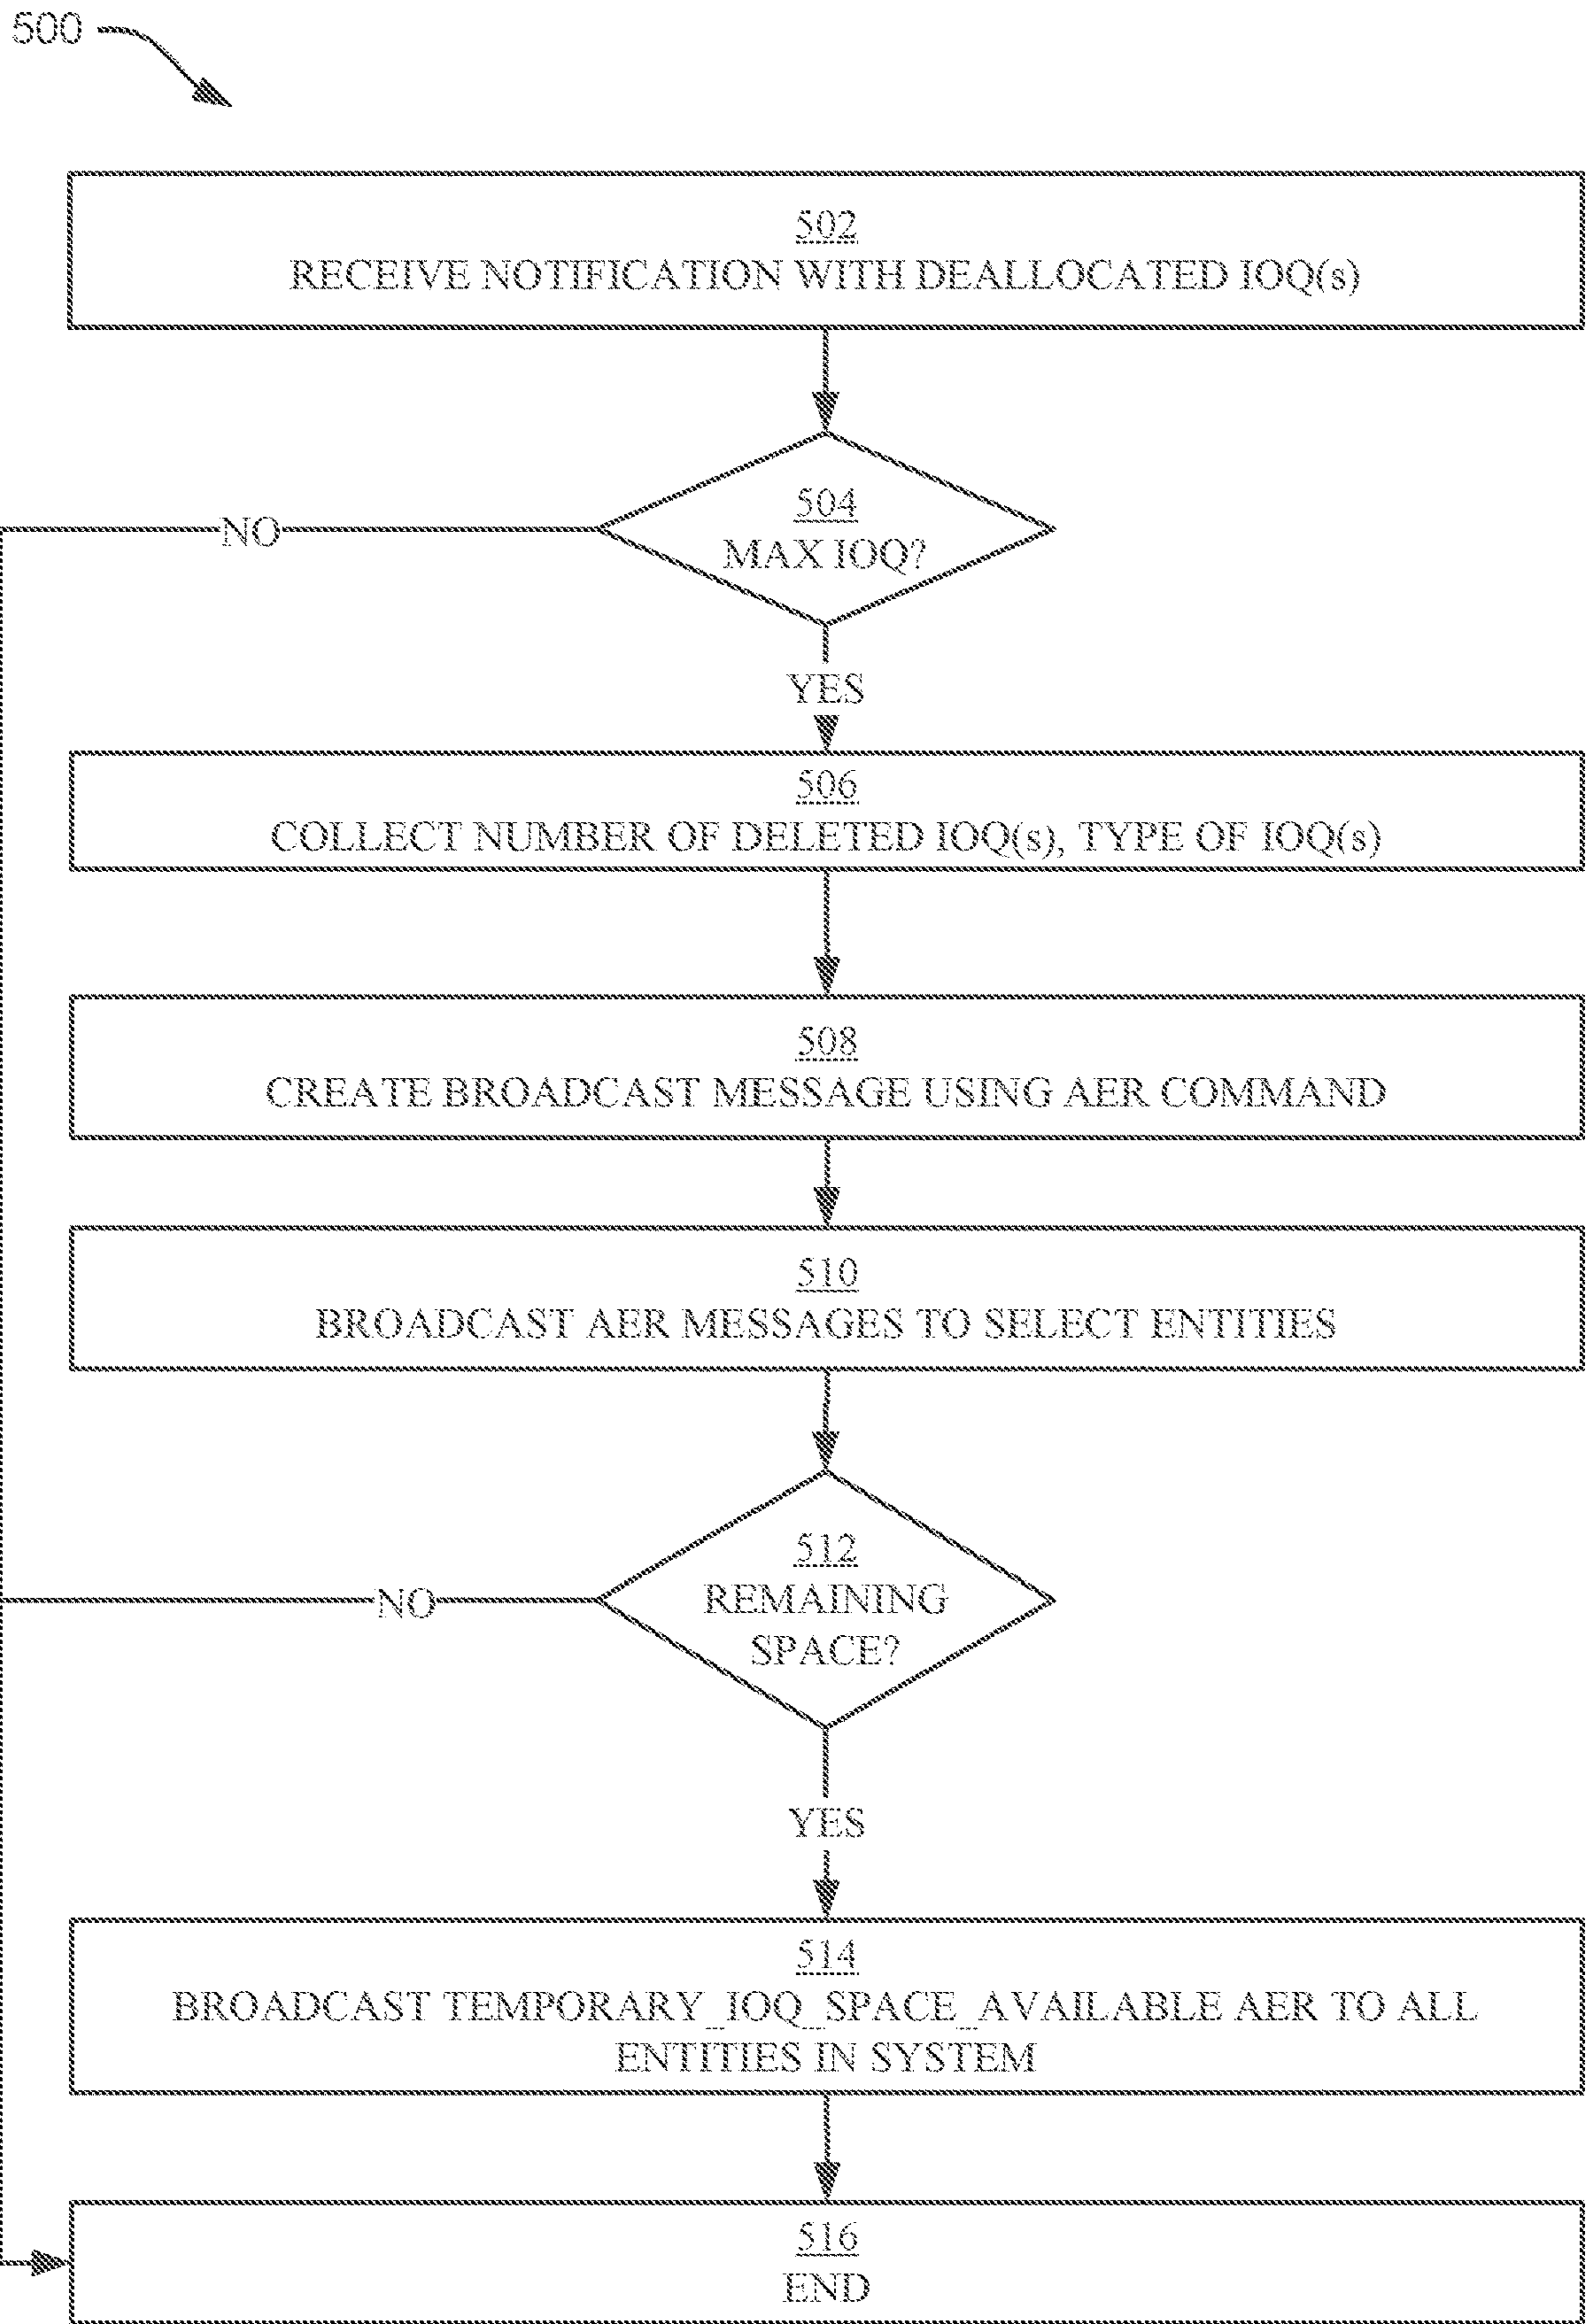 500
502
RECEIVE NOTIFICATION WITH DEALLOCATED IOQ(s)
504
MAX IOQ?
NO
YES
506
COLLECT NUMBER OF DELETED IOQ(s), TYPE OF IOQ(s)
508
CREATE BROADCAST MESSAGE USING AER COMMAND
510
BROADCAST AER MESSAGES TO SELECT ENTITIES
512
REMAINING
SPACE?
NO
YES
514
BROADCAST TEMPORARY_IOQ_SPACE_AVAILABLE AER TO ALL
ENTITIES IN SYSTEM
516
END